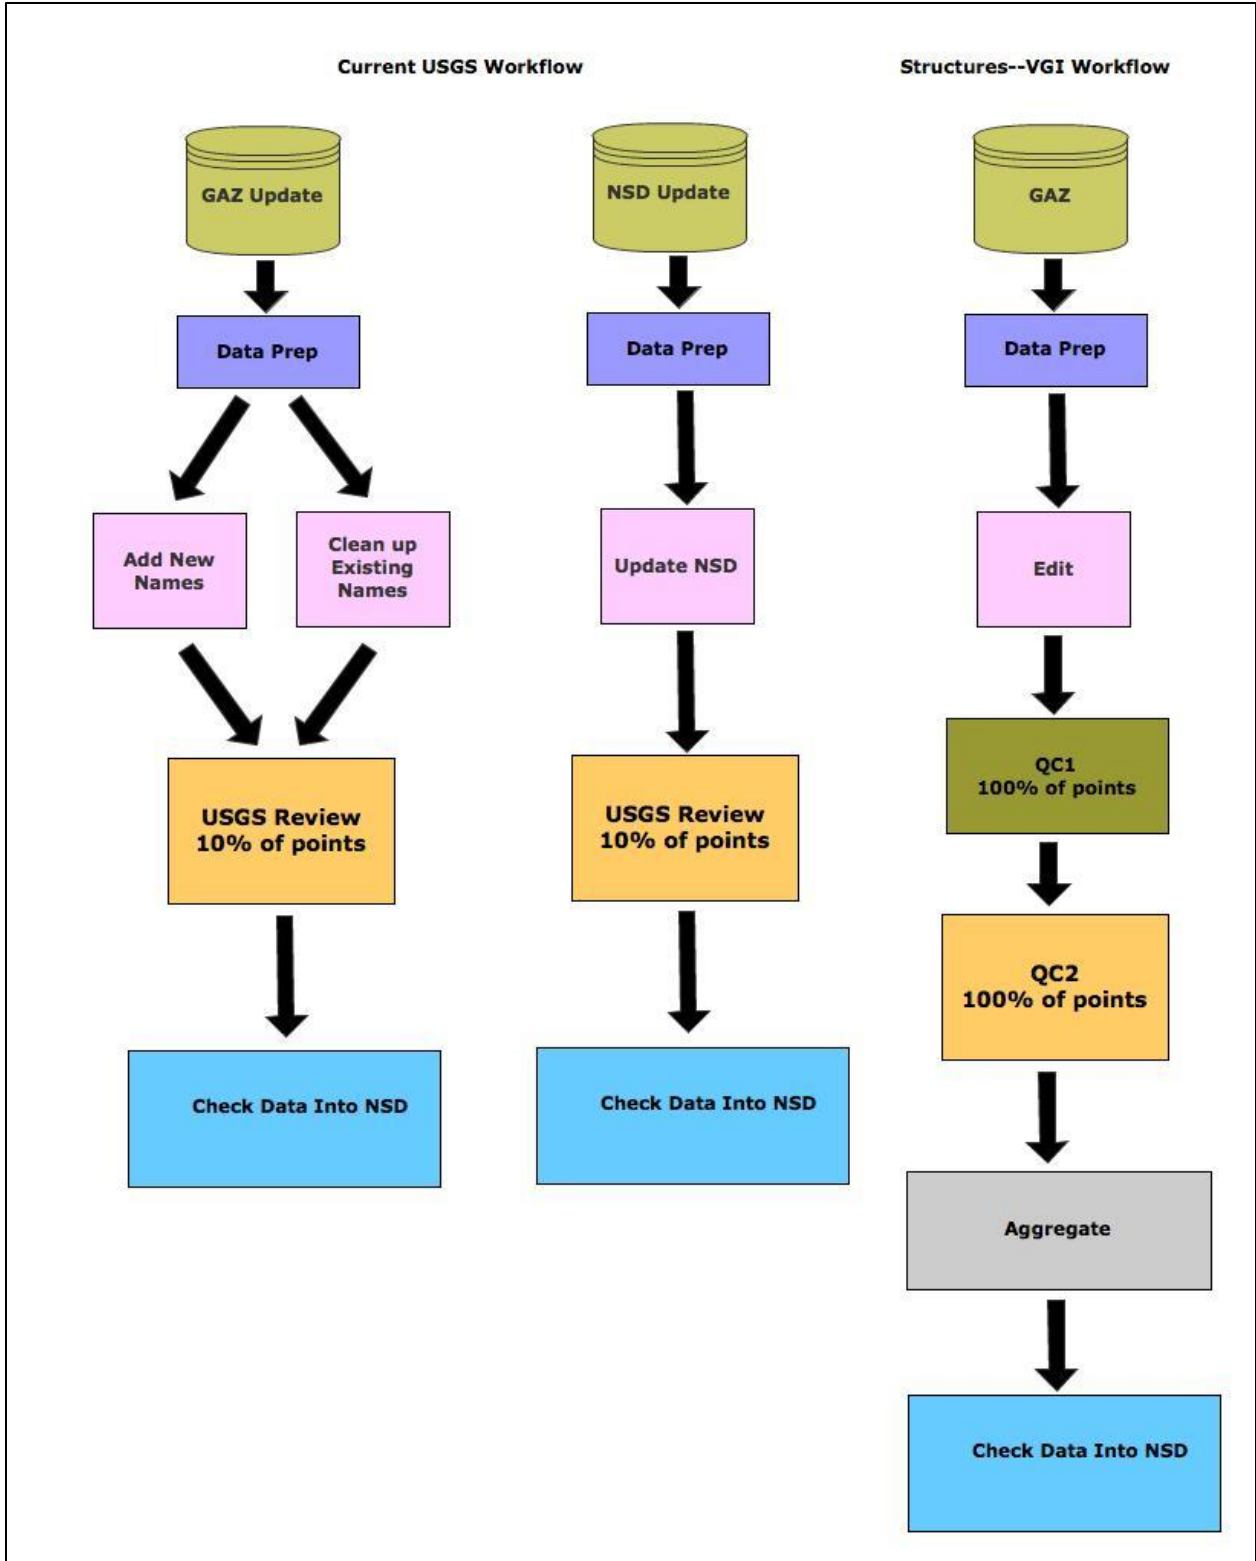 Current USGS Workflow
Structures--VGI Workflow
GAZ Update
NSD Update
GAZ
Data Prep
Data Prep
Data Prep
Add New
Names
Clean up
Existing
Names
Update NSD
Edit
QC1
100% of points
USGS Review
10% of points
USGS Review
10% of points
QC2
100% of points
Check Data Into NSD
Check Data Into NSD
Aggregate
Check Data Into NSD